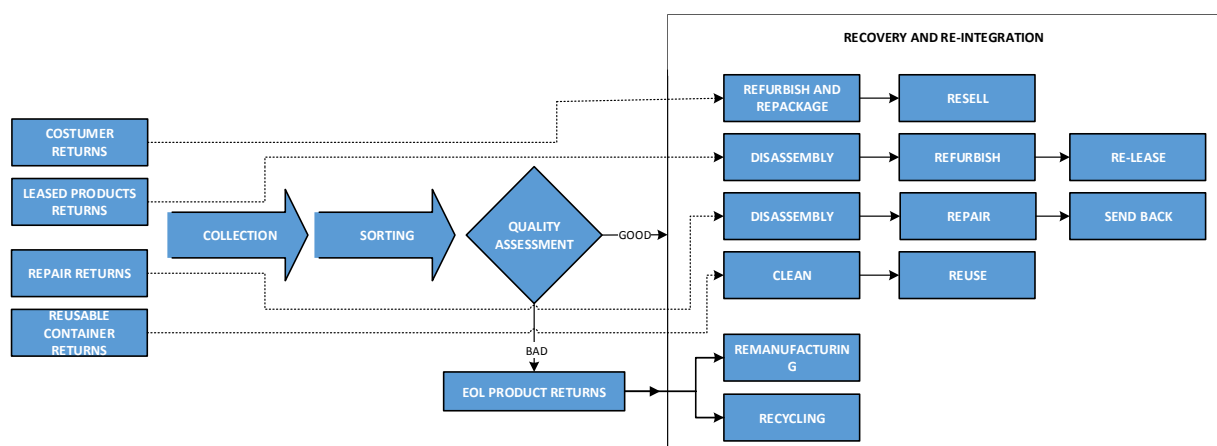 RECOVERY AND RE-INTEGRATION
COSTUMER
RETURNS
LEASED PRODUCTS
RETURNS
REPAIR RETURNS
REUSABLE
CONTAINER
RETURNS
COLLECTION
SORTING
QUALITY
ASSESSMENT
GOOD
BAD
EOL PRODUCT RETURNS
REFURBISH AND
REPACKAGE
RESELL
DISASSEMBLY
REFURBISH
RE-LEASE
DISASSEMBLY
REPAIR
SEND BACK
CLEAN
REUSE
REMANUFACTURIN
G
RECYCLING